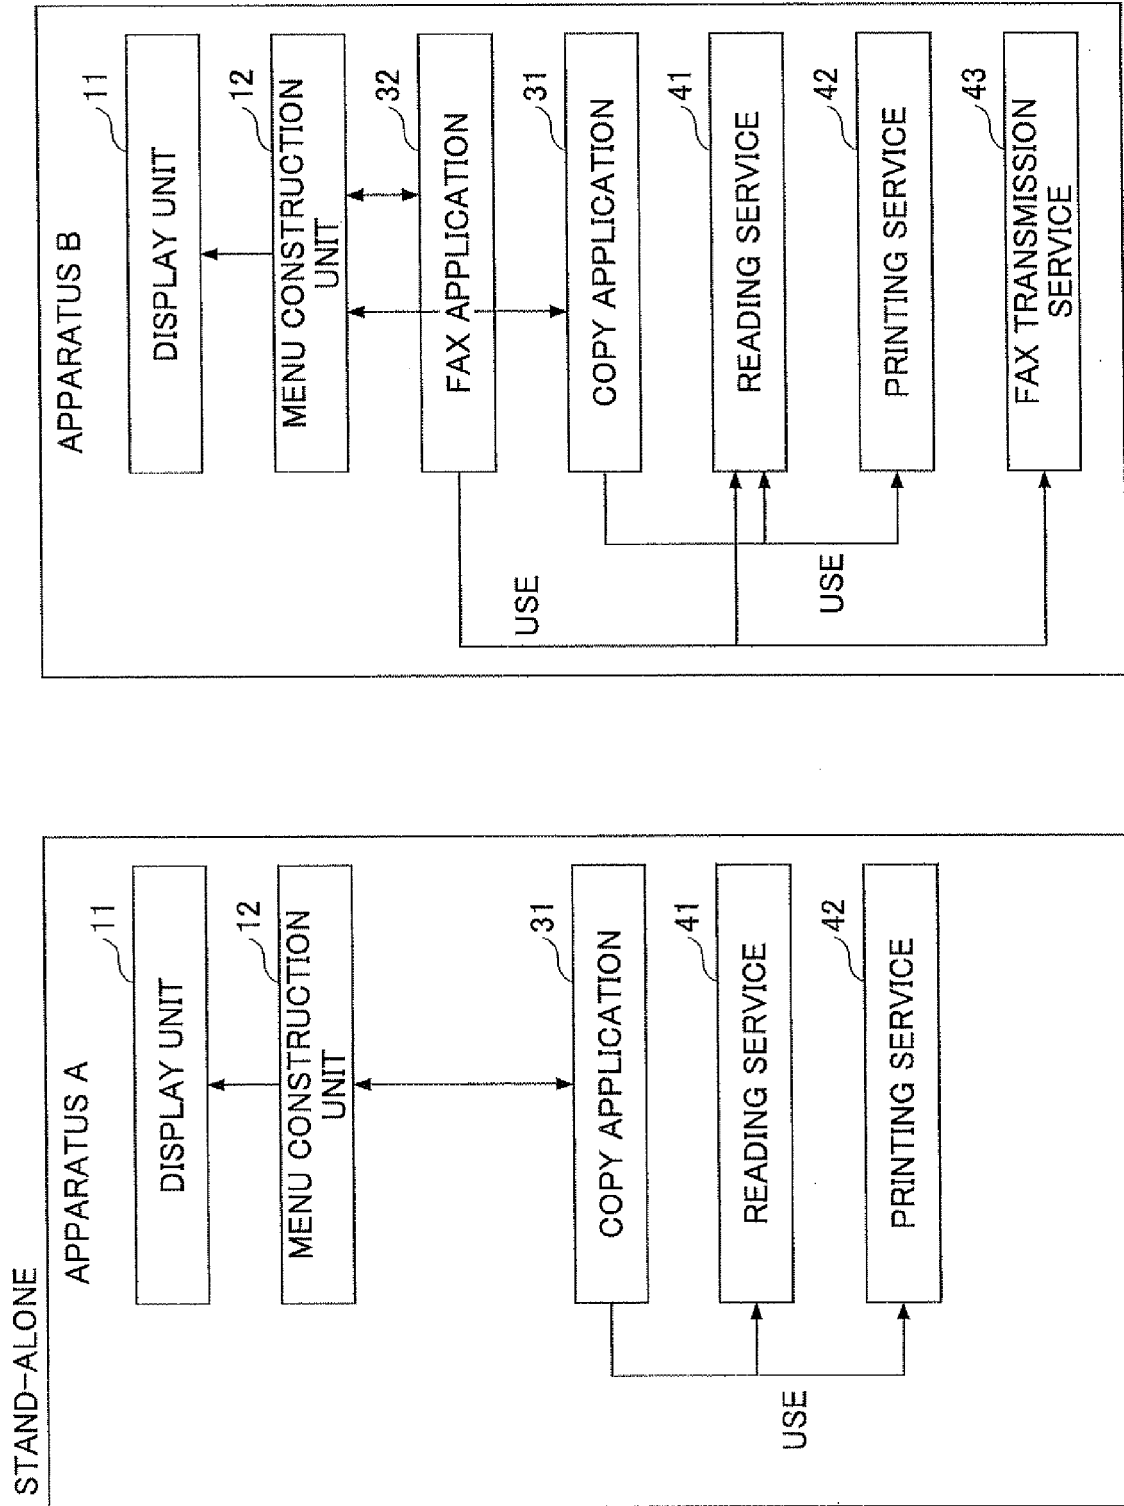 STAND-ALONE
APPARATUS A
11
DISPLAY UNIT
12
MENU CONSTRUCTION
UNIT
31
COPY APPLICATION
41
READING SERVICE
42
PRINTING SERVICE
USE
APPARATUS B
11
DISPLAY UNIT
12
MENU CONSTRUCTION
UNIT
32
FAX APPLICATION
31
COPY APPLICATION
41
READING SERVICE
42
PRINTING SERVICE
43
FAX TRANSMISSION
SERVICE
USE
USE